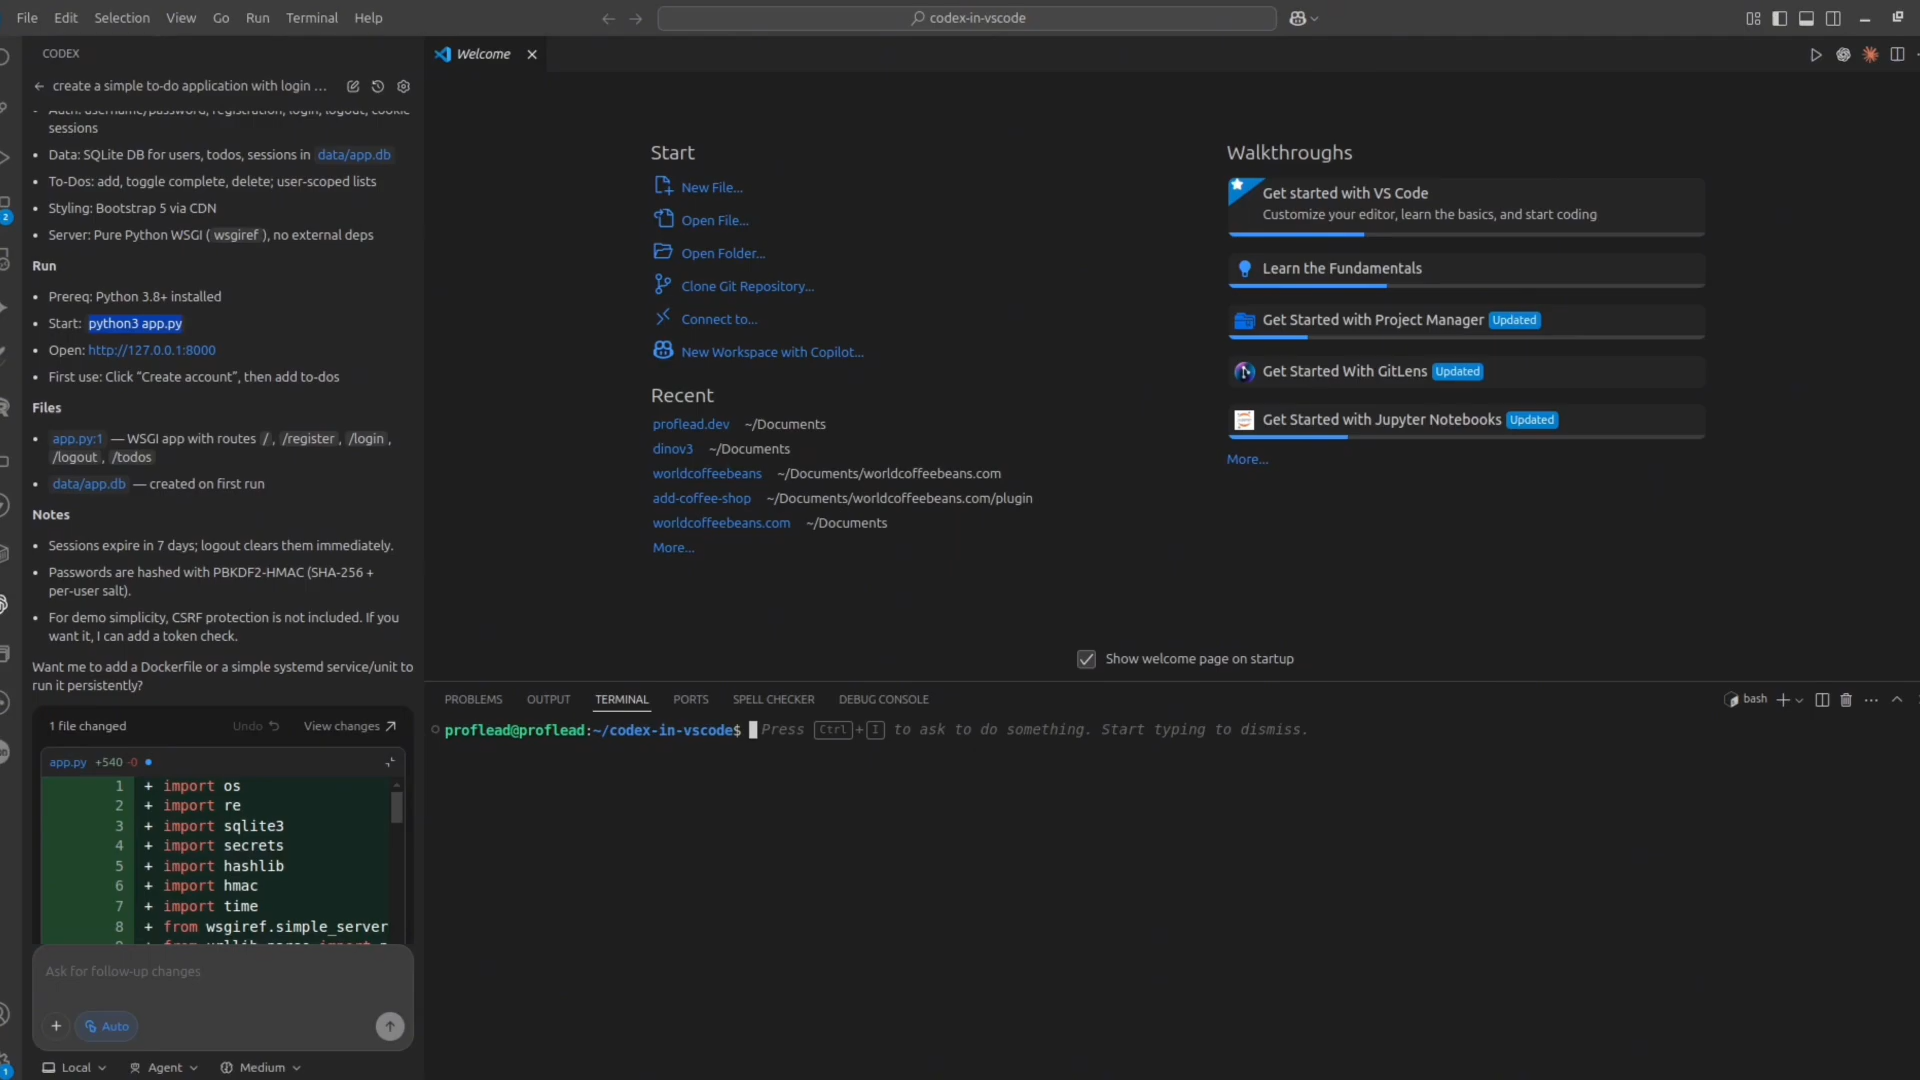 File Edit Selection View Go Run Terminal Help
codex-in-vscode
CODEX
create a simple to-do application with login ...
Auth: username/password, registration, login, logout, cookie
sessions
Data: SQLite DB for users, todos, sessions in data/app.db
To-Dos: add, toggle complete, delete; user-scoped lists
Styling: Bootstrap 5 via CDN
Server: Pure Python WSGI ( wsgiref ), no external deps
Run
Prereq: Python 3.8+ installed
Start: python3 app.py
Open: http://127.0.0.1:8000
First use: Click “Create account”, then add to-dos
Files
app.py:1 — WSGI app with routes / , /register , /login ,
/logout , /todos
data/app.db — created on first run
Notes
Sessions expire in 7 days; logout clears them immediately.
Passwords are hashed with PBKDF2-HMAC (SHA-256 +
per-user salt).
For demo simplicity, CSRF protection is not included. If you
want it, I can add a token check.
Want me to add a Dockerfile or a simple systemd service/unit to
run it persistently?
1 file changed Undo View changes
app.py +540 -0
1 + import os
2 + import re
3 + import sqlite3
4 + import secrets
5 + import hashlib
6 + import hmac
7 + import time
8 + from wsgiref.simple_server
Ask for follow-up changes
+ Auto
Local Agent Medium
2
1
Welcome
Start
New File...
Open File...
Open Folder...
Clone Git Repository...
Connect to...
New Workspace with Copilot...
Recent
proflead.dev ~/Documents
dinov3 ~/Documents
worldcoffeebeans ~/Documents/worldcoffeebeans.com
add-coffee-shop ~/Documents/worldcoffeebeans.com/plugin
worldcoffeebeans.com ~/Documents
More...
Walkthroughs
Get started with VS Code
Customize your editor, learn the basics, and start coding
Learn the Fundamentals
Get Started with Project Manager Updated
Get Started With GitLens Updated
Get Started with Jupyter Notebooks Updated
More...
Show welcome page on startup
PROBLEMS OUTPUT TERMINAL PORTS SPELL CHECKER DEBUG CONSOLE
bash
proflead@proflead:~/codex-in-vscode$ Press Ctrl+I to ask to do something. Start typing to dismiss.